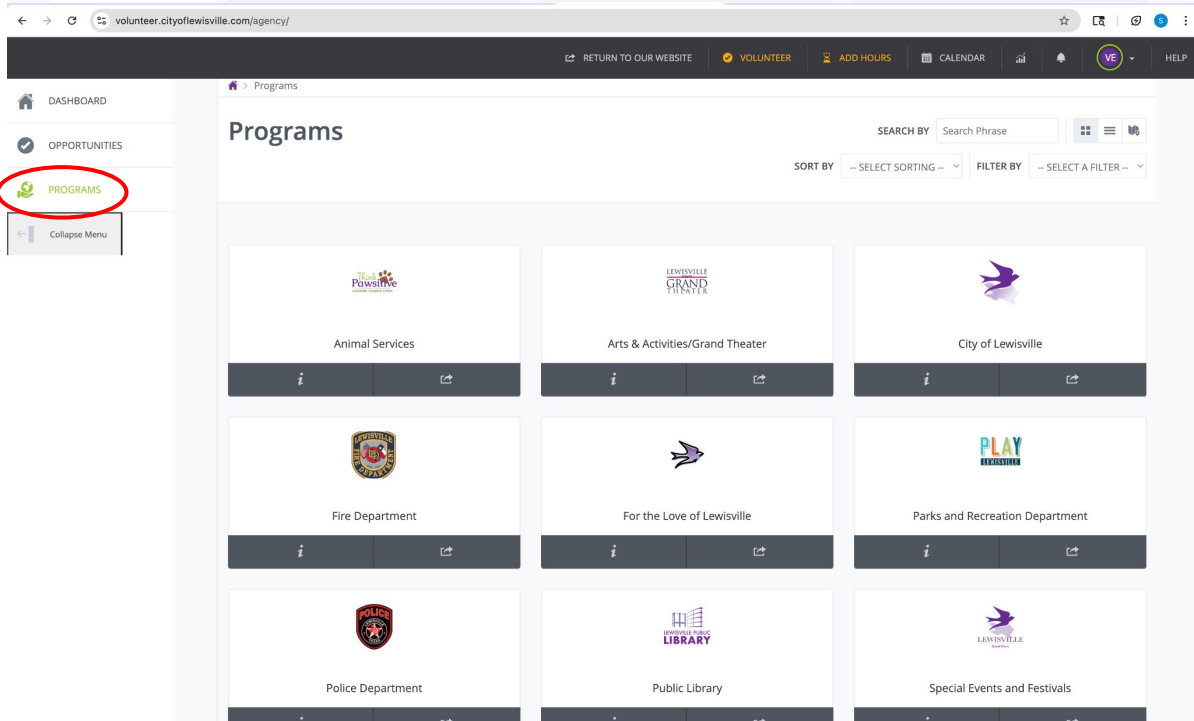 volunteer.cityoflewisville.com/agency/
S
RETURN TO OUR WEBSITE VOLUNTEER ADD HOURS CALENDAR VE HELP
> Programs
DASHBOARD
OPPORTUNITIES
PROGRAMS
Collapse Menu
Programs
SEARCH BY Search Phrase
SORT BY -- SELECT SORTING -- FILTER BY -- SELECT A FILTER --
Think
Pawsitive
LEWISVILLE
GRAND
THEATER
Animal Services
Arts & Activities/Grand Theater
City of Lewisville
i i i
LEWISVILLE
FIRE
DEPARTMENT
PLAY
LEWISVILLE
Fire Department
For the Love of Lewisville
Parks and Recreation Department
i i i
POLICE
LEWISVILLE PUBLIC
LIBRARY
LEWISVILLE
Police Department
Public Library
Special Events and Festivals